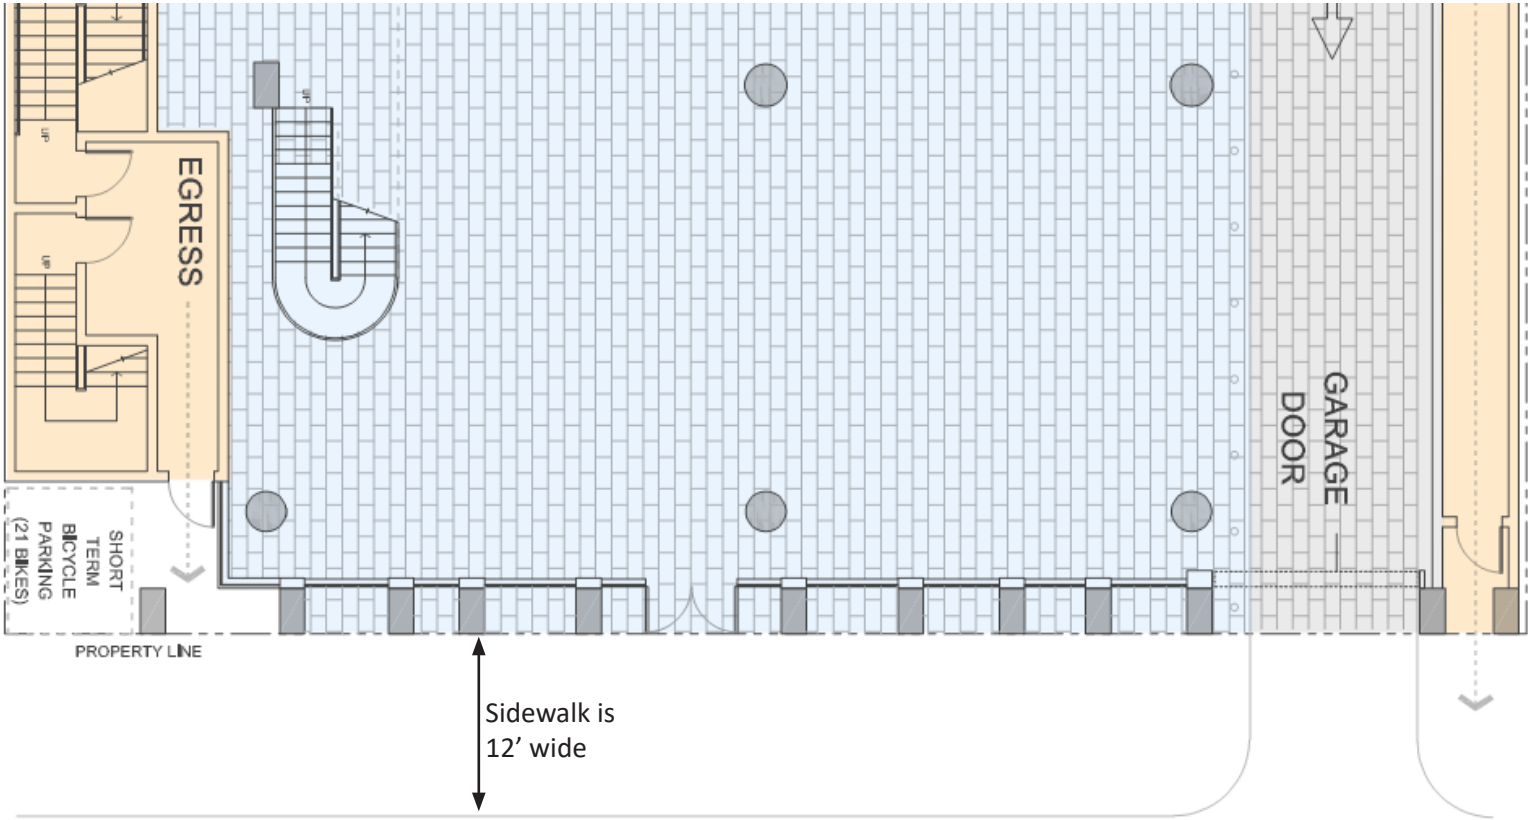 UP
UP
EGRESS
UP
GARAGE
DOOR
SHORT
TERM
BICYCLE
PARKING
(21 BIKES)
PROPERTY LINE
Sidewalk is
12’ wide